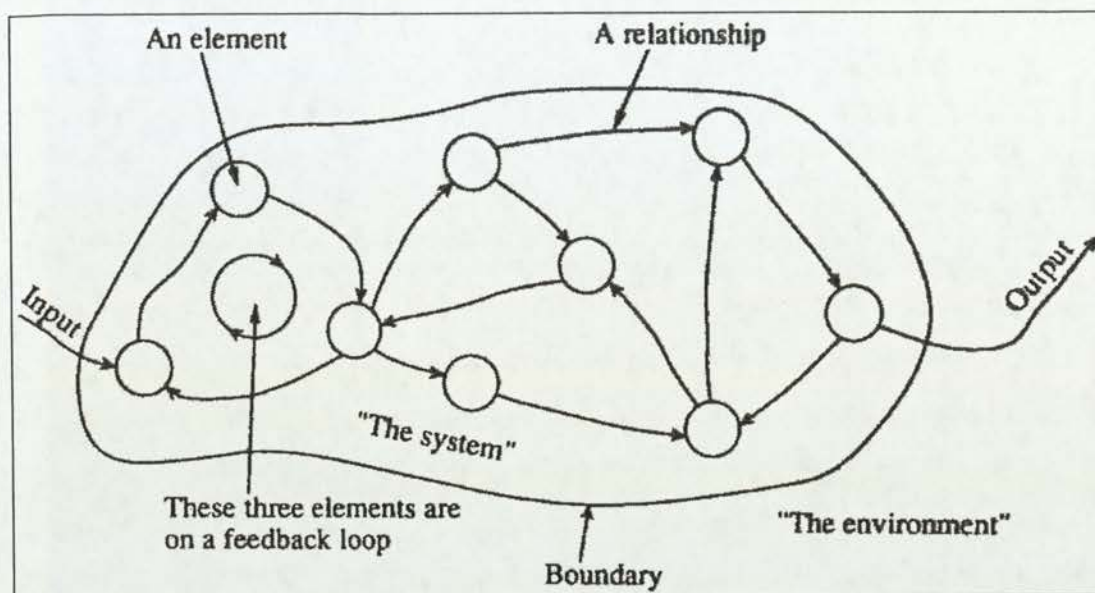 An element
A relationship
Input
Output
"The system"
These three elements are
on a feedback loop
"The environment"
Boundary